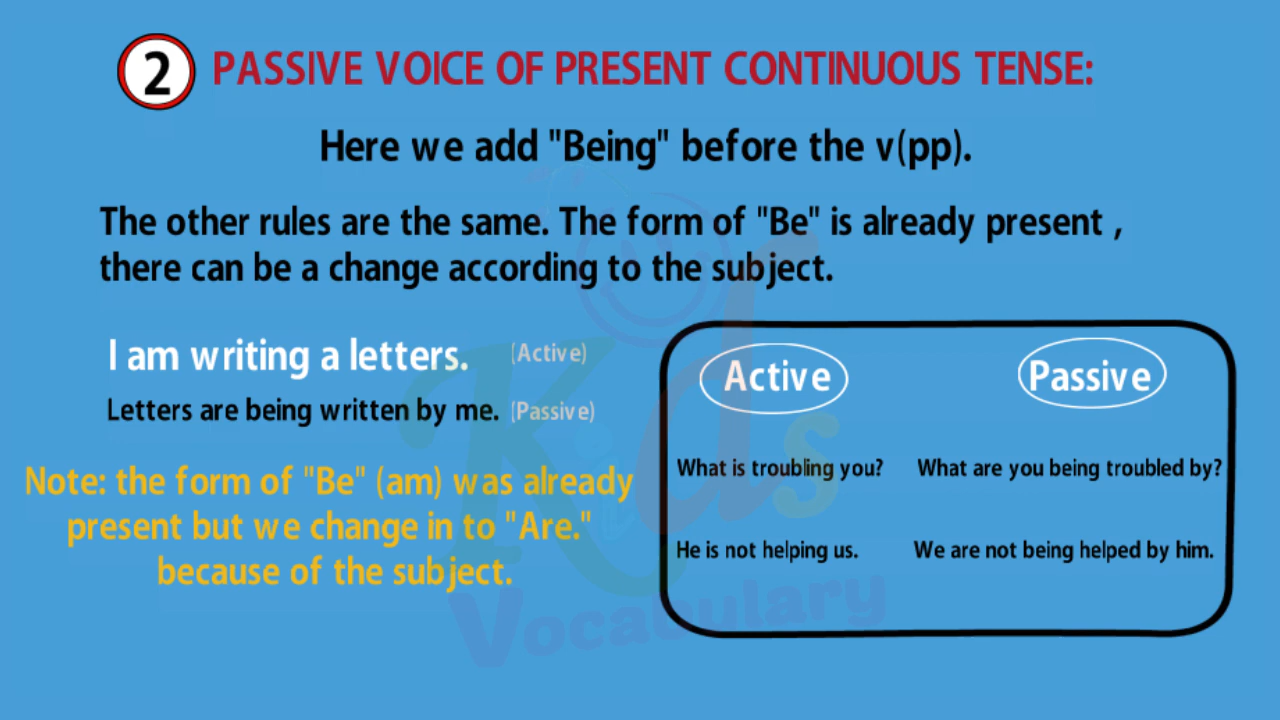 2 PASSIVE VOICE OF PRESENT CONTINUOUS TENSE:
Here we add "Being" before the v(pp).
The other rules are the same. The form of "Be" is already present ,
there can be a change according to the subject.
I am writing a letters. (Active)
Letters are being written by me. (Passive)
Note: the form of "Be" (am) was already
present but we change in to "Are."
because of the subject.
Active Passive
What is troubling you? What are you being troubled by?
He is not helping us. We are not being helped by him.
Kids
Vocabulary